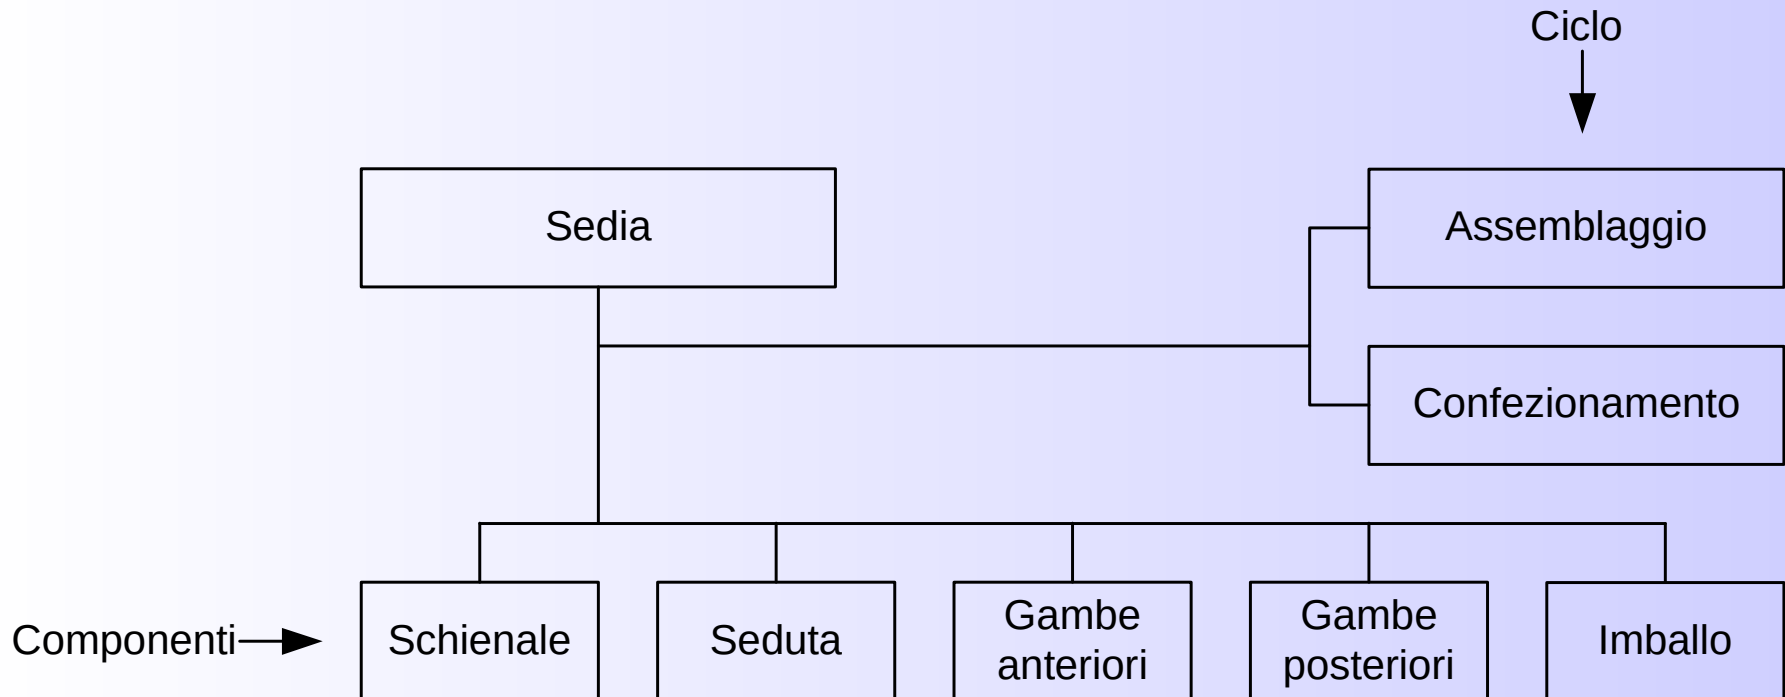 Ciclo
Sedia
Assemblaggio
Confezionamento
Componenti
Schienale
Seduta
Gambe
anteriori
Gambe
posteriori
Imballo